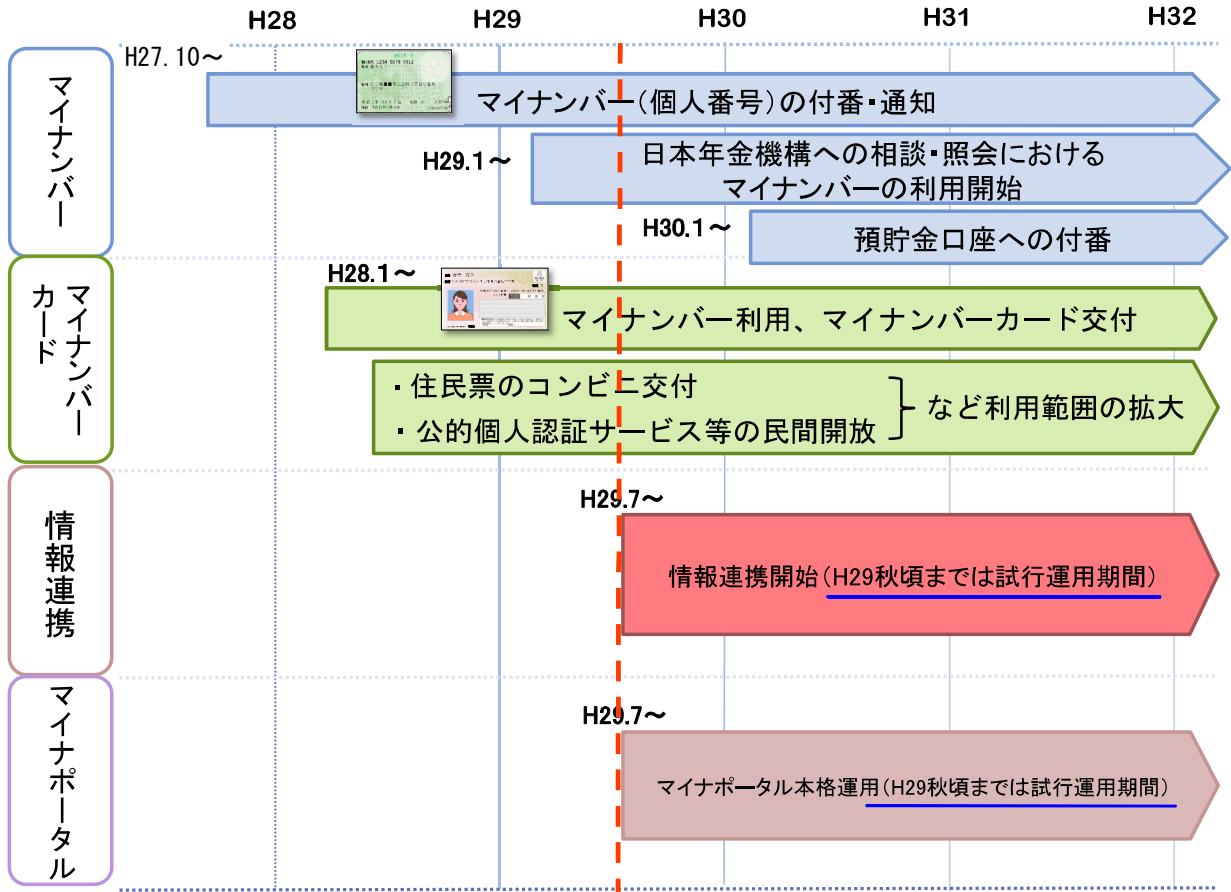 H28
H29
H30
H31
H32
マイナンバー
H27.10～
マイナンバー(個人番号)の付番・通知
H29.1～
日本年金機構への相談・照会における
マイナンバーの利用開始
H30.1～
預貯金口座への付番
マイナンバー
カード
H28.1～
マイナンバー利用、マイナンバーカード交付
・住民票のコンビニ交付
・公的個人認証サービス等の民間開放
など利用範囲の拡大
情報連携
H29.7～
情報連携開始(H29秋頃までは試行運用期間)
マイナポータル
H29.7～
マイナポータル本格運用(H29秋頃までは試行運用期間)